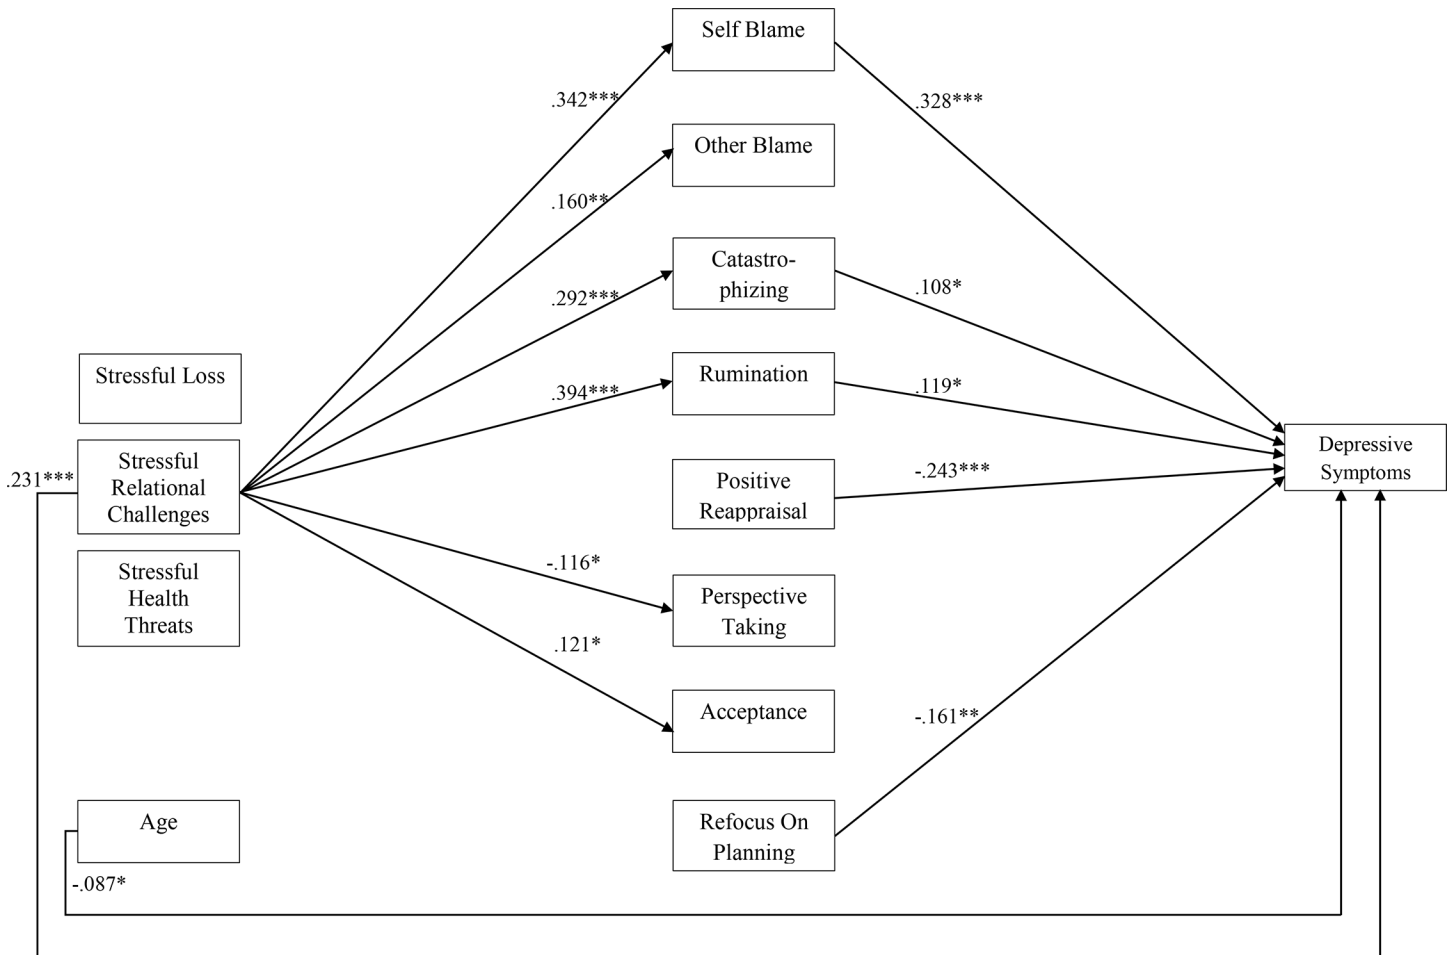 Self Blame
.342***
.328***
Other Blame
.160**
Catastro-
phizing
.292***
.108*
Stressful Loss
Rumination
.394***
.119*
Stressful
Relational
Challenges
.231***
Positive
Reappraisal
-.243***
Depressive
Symptoms
Stressful
Health
Threats
-.116*
Perspective
Taking
.121*
Acceptance
-.161**
Age
-.087*
Refocus On
Planning